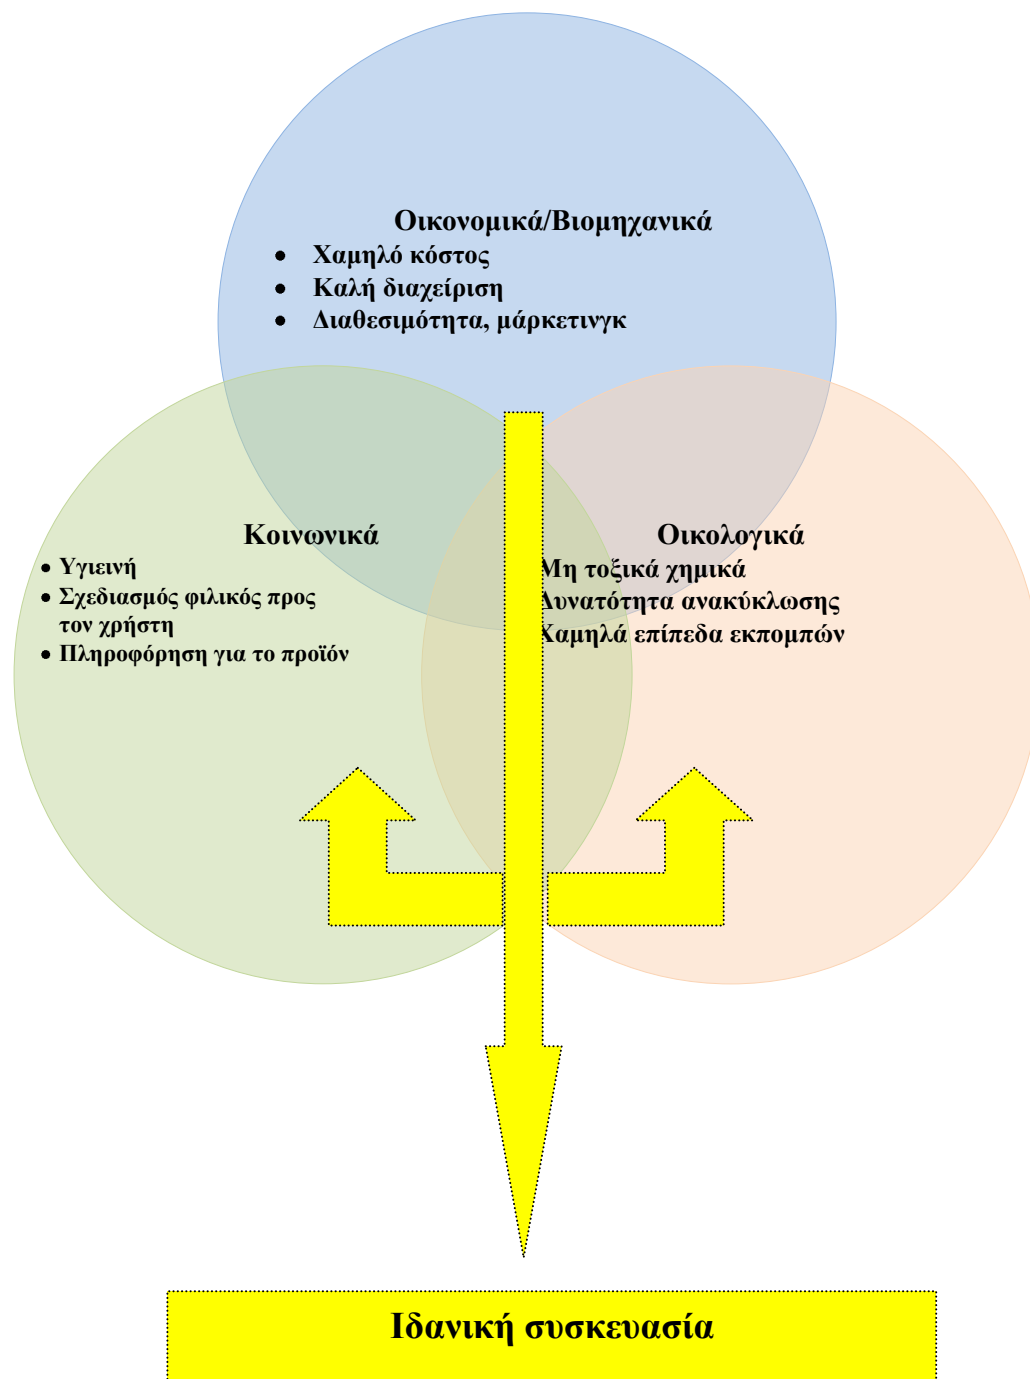 Οικονομικά/Βιομηχανικά
• Χαμηλό κόστος
• Καλή διαχείριση
• Διαθεσιμότητα, μάρκετινγκ
Κοινωνικά
• Υγιεινή
• Σχεδιασμός φιλικός προς
τον χρήστη
• Πληροφόρηση για το προϊόν
Οικολογικά
Μη τοξικά χημικά
Δυνατότητα ανακύκλωσης
Χαμηλά επίπεδα εκπομπών
Ιδανική συσκευασία